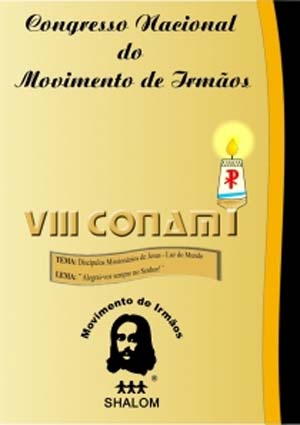 Congresso Nacional
do
Movimento de Irmãos
VIII CONAMI
TEMA: Discípulos Missionários de Jesus - Luz do Mundo
LEMA: "Alegrai-vos sempre no Senhor!"
Movimento de Irmãos
®
SHALOM